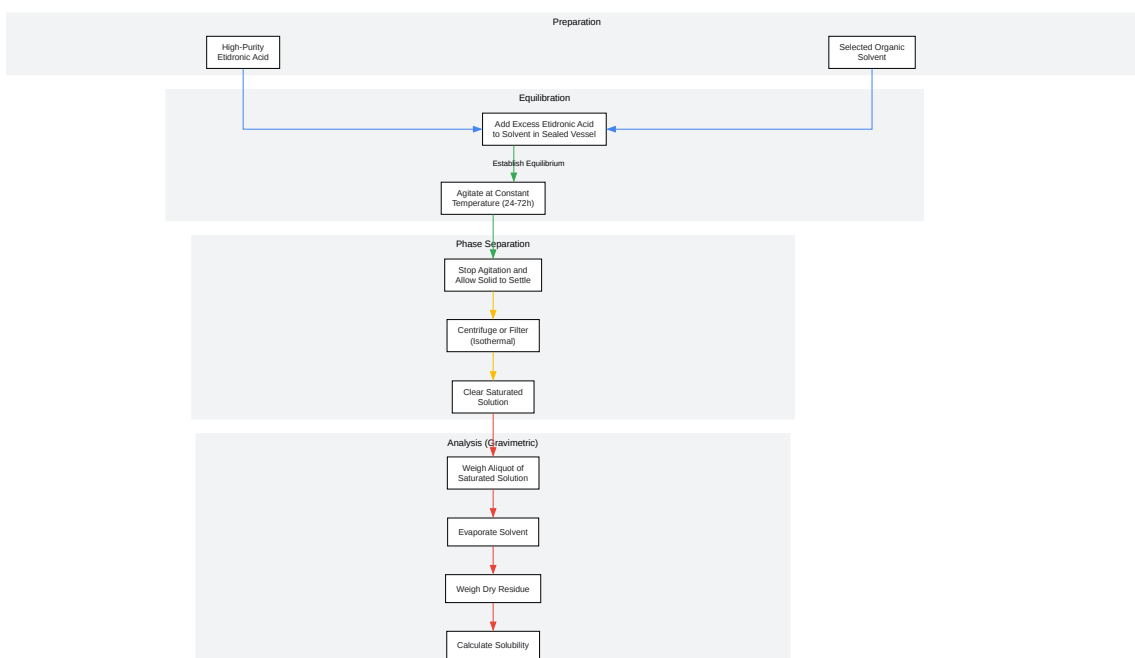 Preparation
High-Purity
Etidronic Acid
Selected Organic
Solvent
Equilibration
Add Excess Etidronic Acid
to Solvent in Sealed Vessel
Establish Equilibrium
Agitate at Constant
Temperature (24-72h)
Phase Separation
Stop Agitation and
Allow Solid to Settle
Centrifuge or Filter
(Isothermal)
Clear Saturated
Solution
Analysis (Gravimetric)
Weigh Aliquot of
Saturated Solution
Evaporate Solvent
Weigh Dry Residue
Calculate Solubility